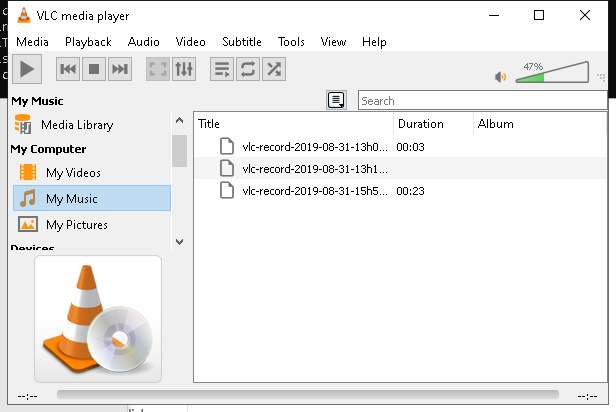 VLC media player
Media Playback Audio Video Subtitle Tools View Help
47%
My Music
Search
Media Library
Title Duration Album
My Computer
vlc-record-2019-08-31-13h0... 00:03
My Videos
vlc-record-2019-08-31-13h1...
My Music
vlc-record-2019-08-31-15h5... 00:23
My Pictures
Devices
--:-- --:--